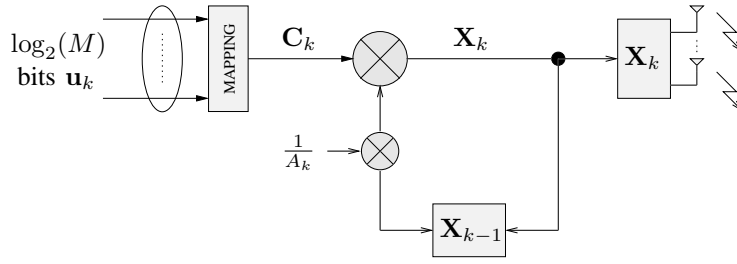 log₂(M)
bits u_k
MAPPING
C_k
X_k
X_k
1/A_k
X_{k−1}